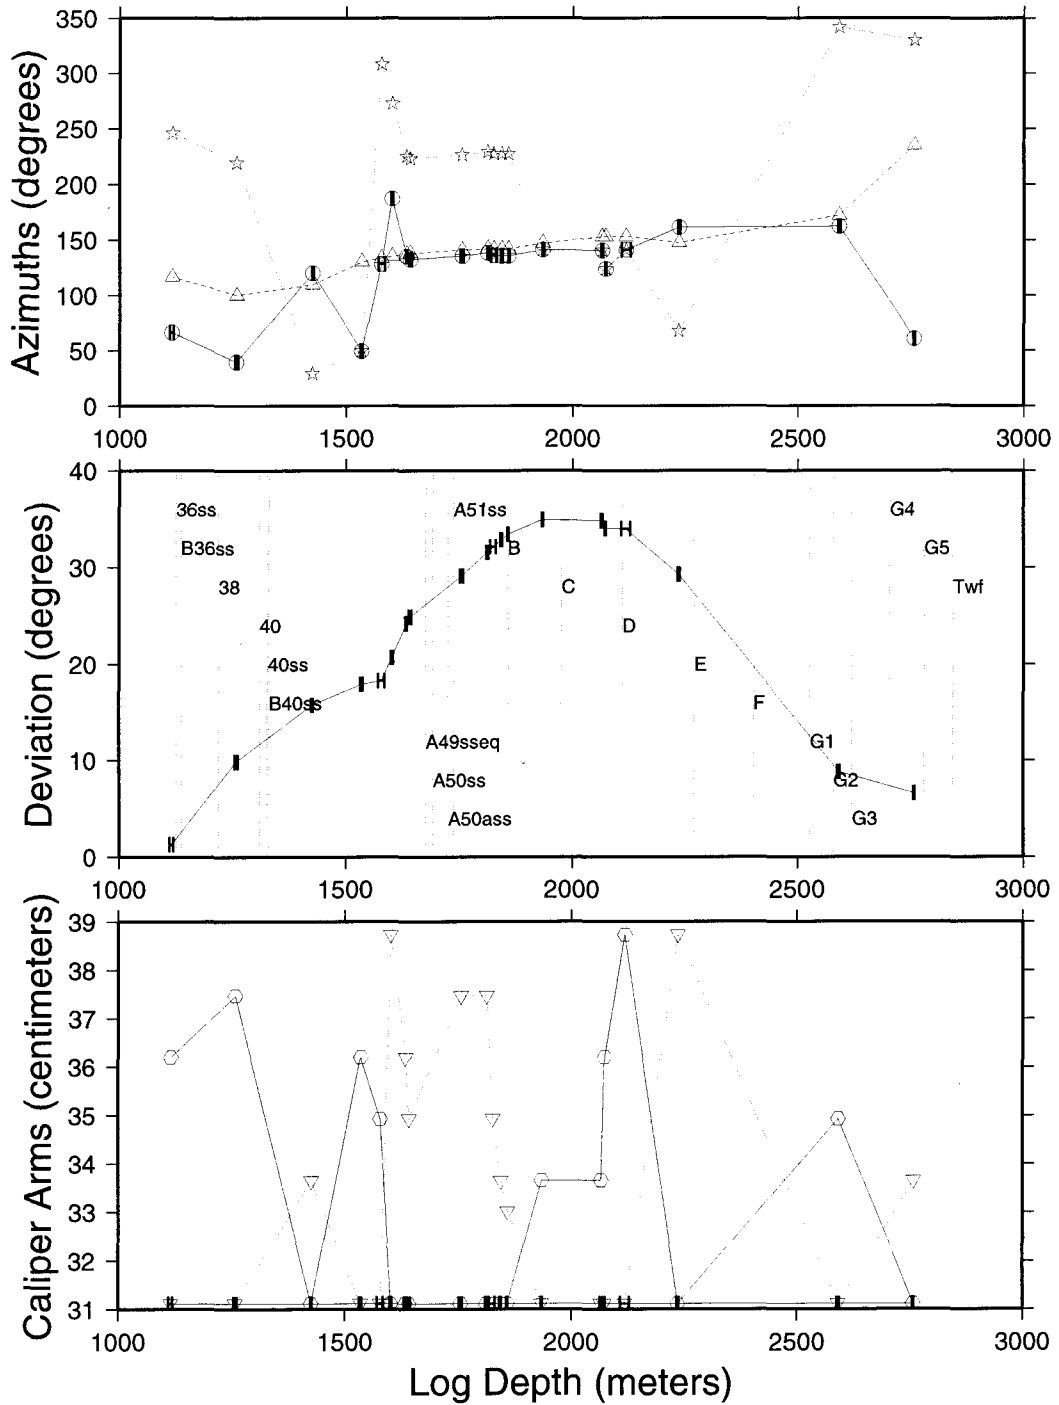 350
300
250
200
150
100
50
0
Azimuths (degrees)
1000 1500 2000 2500 3000
40
30
20
10
0
Deviation (degrees)
36ss
B36ss
38
40
40ss
B40ss
A51ss
B
C
D
E
F
A49sseq
A50ss
A50ass
G1
G2
G3
G4
G5
Twf
1000 1500 2000 2500 3000
39
38
37
36
35
34
33
32
31
Caliper Arms (centimeters)
1000 1500 2000 2500 3000
Log Depth (meters)